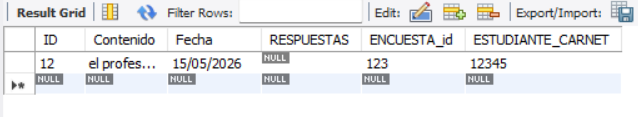 Result Grid Filter Rows: Edit: Export/Import:
ID Contenido Fecha RESPUESTAS ENCUESTA_id ESTUDIANTE_CARNET
12 el profes... 15/05/2026 NULL 123 12345
NULL NULL NULL NULL NULL NULL